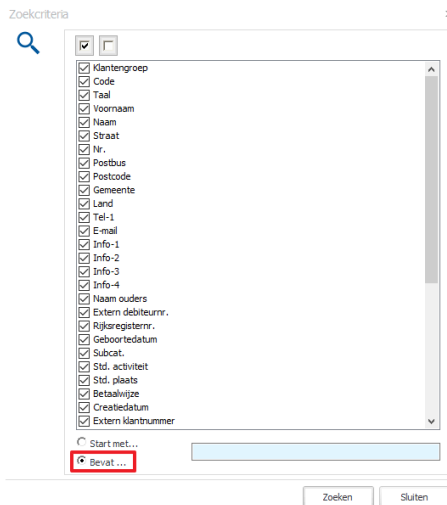 Zoekcriteria
Klantengroep
Code
Taal
Voornaam
Naam
Straat
Nr.
Postbus
Postcode
Gemeente
Land
Tel-1
E-mail
Info-1
Info-2
Info-3
Info-4
Naam ouders
Extern debiteurnr.
Rijksregisternr.
Geboortedatum
Subcat.
Std. activiteit
Std. plaats
Betaalwijze
Creatiedatum
Extern klantnummer
Start met...
Bevat ...
Zoeken Sluiten